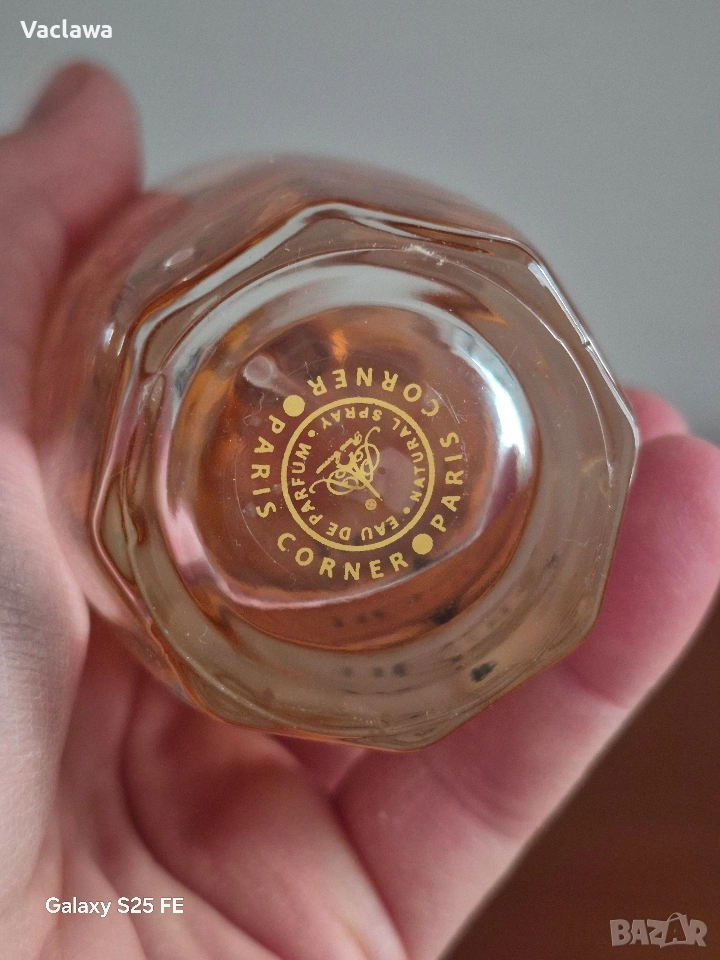 Vaclawa
PARIS CORNER
PARIS CORNER
EAU DE PARFUM • NATURAL SPRAY •
®
Galaxy S25 FE
BAZAR